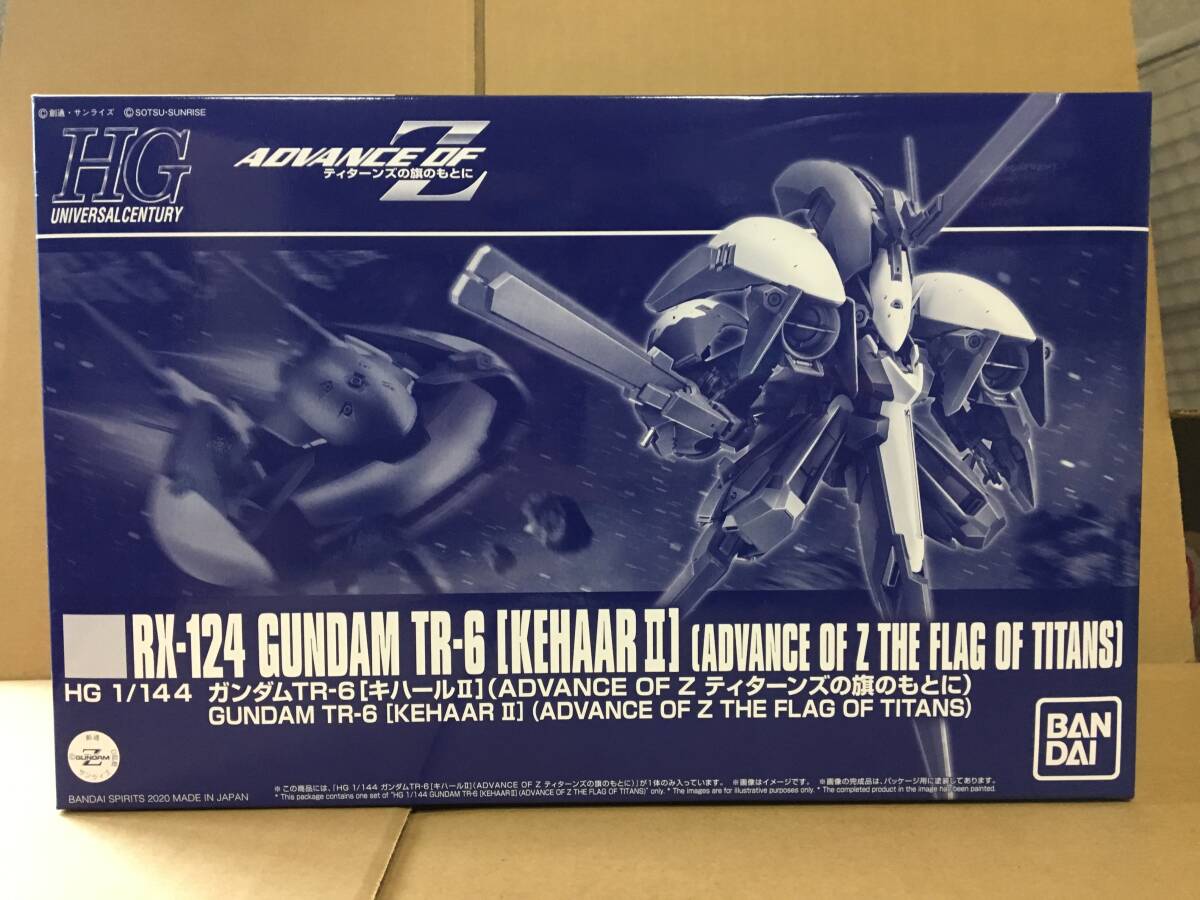 ©創通・サンライズ ©SOTSU・SUNRISE
HG
UNIVERSAL CENTURY
ADVANCE OF Z
ティターンズの旗のもとに
RX-124 GUNDAM TR-6 [KEHAAR II] (ADVANCE OF Z THE FLAG OF TITANS)
HG 1/144 ガンダムTR-6[キハールII](ADVANCE OF Z ティターンズの旗のもとに)
GUNDAM TR-6 [KEHAAR II] (ADVANCE OF Z THE FLAG OF TITANS)
創通
GUNDAM
Z
サンライズ
BAN
DAI
BANDAI SPIRITS 2020 MADE IN JAPAN
※この商品には、「HG 1/144 ガンダムTR-6[キハールII](ADVANCE OF Z ティターンズの旗のもとに)」が1体のみ入っています。 ※画像はイメージです。 ※画像の完成品は、パッケージ用に塗装してあります。
* This package contains one set of "HG 1/144 GUNDAM TR-6 [KEHAAR II] (ADVANCE OF Z THE FLAG OF TITANS)" only. * The images are for illustrative purposes only. * The completed product in the image has been painted.